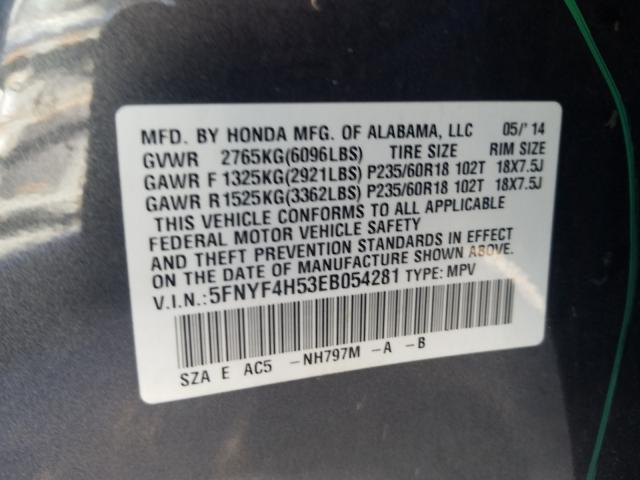 MFD. BY HONDA MFG. OF ALABAMA, LLC 05/'14
GVWR 2765KG(6096LBS) TIRE SIZE RIM SIZE
GAWR F 1325KG(2921LBS) P235/60R18 102T 18X7.5J
GAWR R 1525KG(3362LBS) P235/60R18 102T 18X7.5J
THIS VEHICLE CONFORMS TO ALL APPLICABLE
FEDERAL MOTOR VEHICLE SAFETY
AND THEFT PREVENTION STANDARDS IN EFFECT
ON THE DATE OF MANUFACTURE SHOWN ABOVE.
V.I.N.:5FNYF4H53EB054281 TYPE: MPV
SZA E AC5 -NH797M -A -B